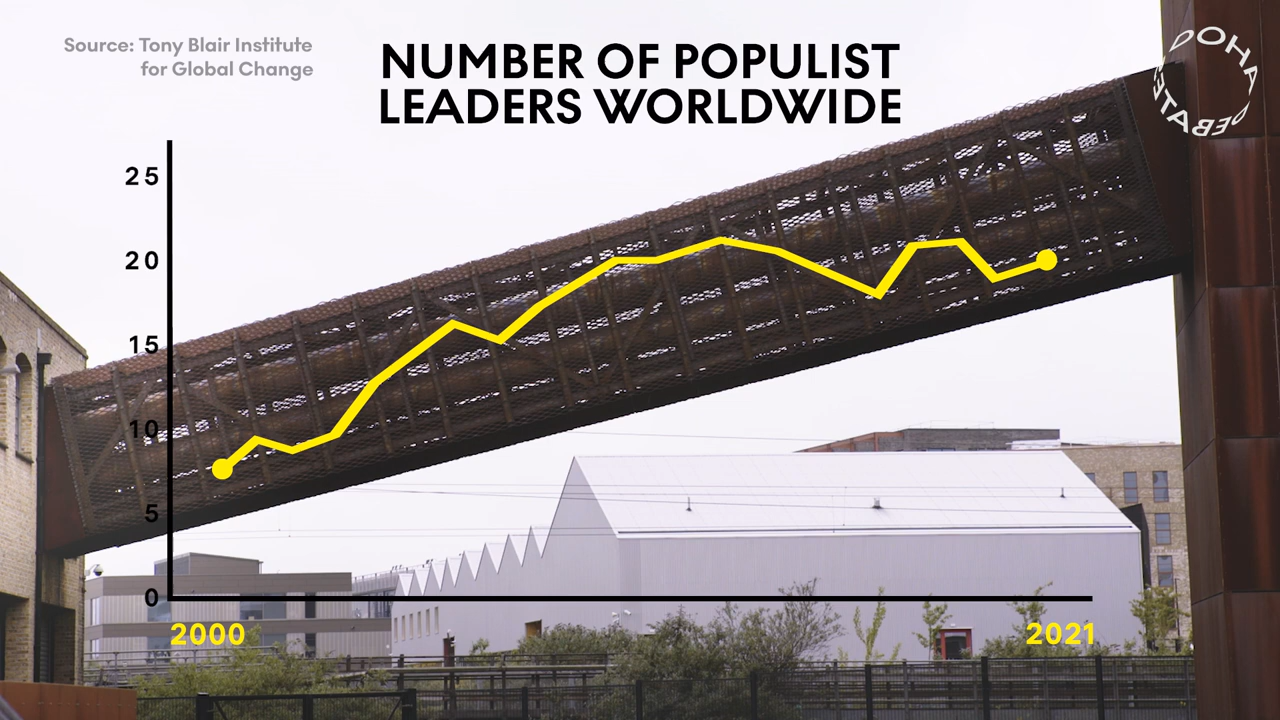 Source: Tony Blair Institute
for Global Change
NUMBER OF POPULIST
LEADERS WORLDWIDE
DOHA DEBATES
25
20
15
10
5
0
2000
2021